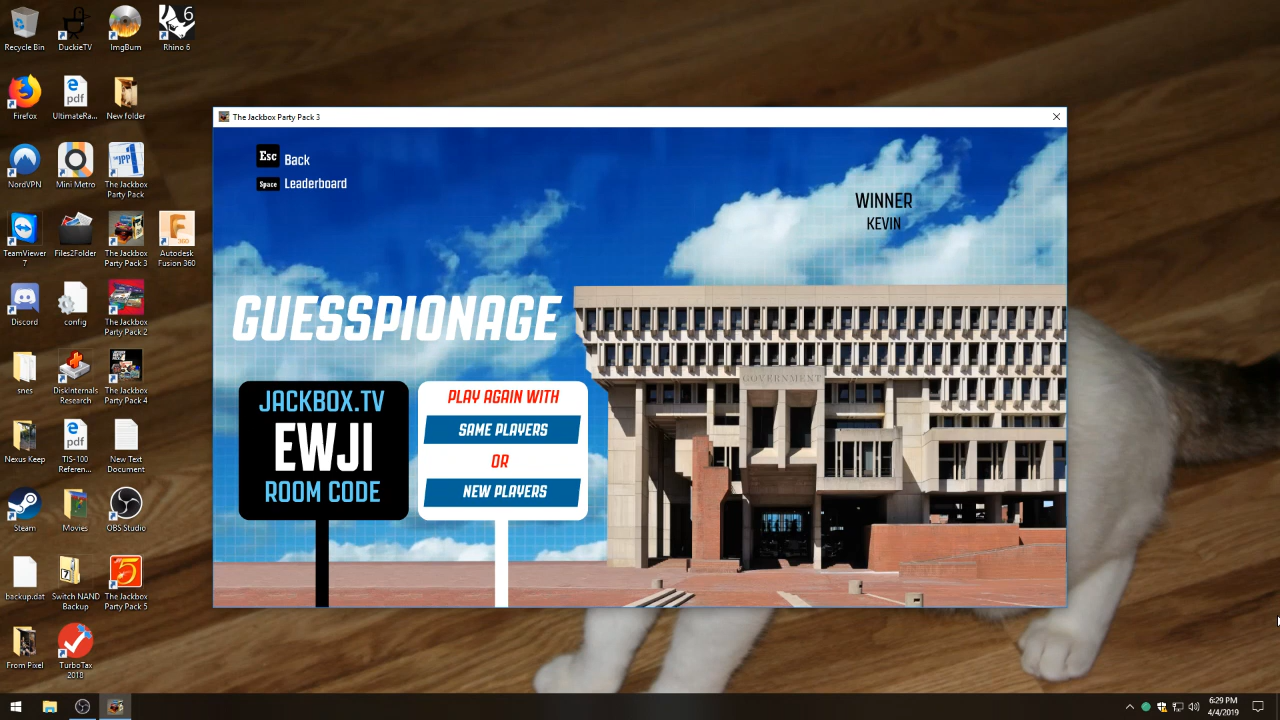 Recycle Bin
DuckieTV
ImgBurn
Rhino 6
Firefox
UltimateRa...
New folder
NordVPN
Mini Metro
The Jackbox
Party Pack
TeamViewer
7
Files2Folder
The Jackbox
Party Pack 3
Autodesk
Fusion 360
Discord
config
The Jackbox
Party Pack 2
snes
DiskInternals
Research
The Jackbox
Party Pack 4
Nexus Keep
TIS-100
Referen...
New Text
Document
Steam
Movies
OBS Studio
backup.dat
Switch NAND
Backup
The Jackbox
Party Pack 5
From Pixel
TurboTax
2018
The Jackbox Party Pack 3
Esc Back
Space Leaderboard
WINNER
KEVIN
GUESSPIONAGE
GOVERNMENT
JACKBOX.TV
EWJI
ROOM CODE
PLAY AGAIN WITH
SAME PLAYERS
OR
NEW PLAYERS
6:29 PM
4/4/2019